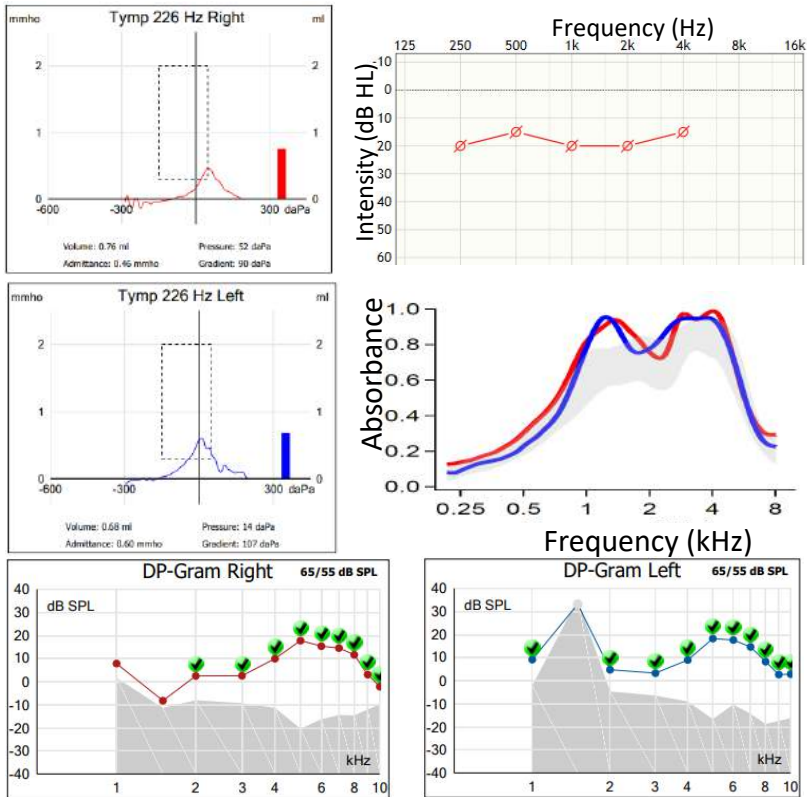 mmho Tymp 226 Hz Right ml
2 2
1 1
0 0
-600 -300 300 daPa
Volume: 0.76 ml Pressure: 52 daPa
Admittance: 0.46 mmho Gradient: 90 daPa
Frequency (Hz)
125 250 500 1k 2k 4k 8k 16k
Intensity (dB HL)
10
0
10
20
30
40
50
60
mmho Tymp 226 Hz Left ml
2 2
1 1
0 0
-600 -300 300 daPa
Volume: 0.68 ml Pressure: 14 daPa
Admittance: 0.60 mmho Gradient: 107 daPa
Absorbance
1.0
0.8
0.6
0.4
0.2
0.0
0.25 0.5 1 2 4 8
Frequency (kHz)
DP-Gram Right 65/55 dB SPL
dB SPL
40
30
20
10
0
-10
-20
-30
-40
kHz
1 2 3 4 6 8 10
DP-Gram Left 65/55 dB SPL
dB SPL
40
30
20
10
0
-10
-20
-30
-40
kHz
1 2 3 4 6 8 10